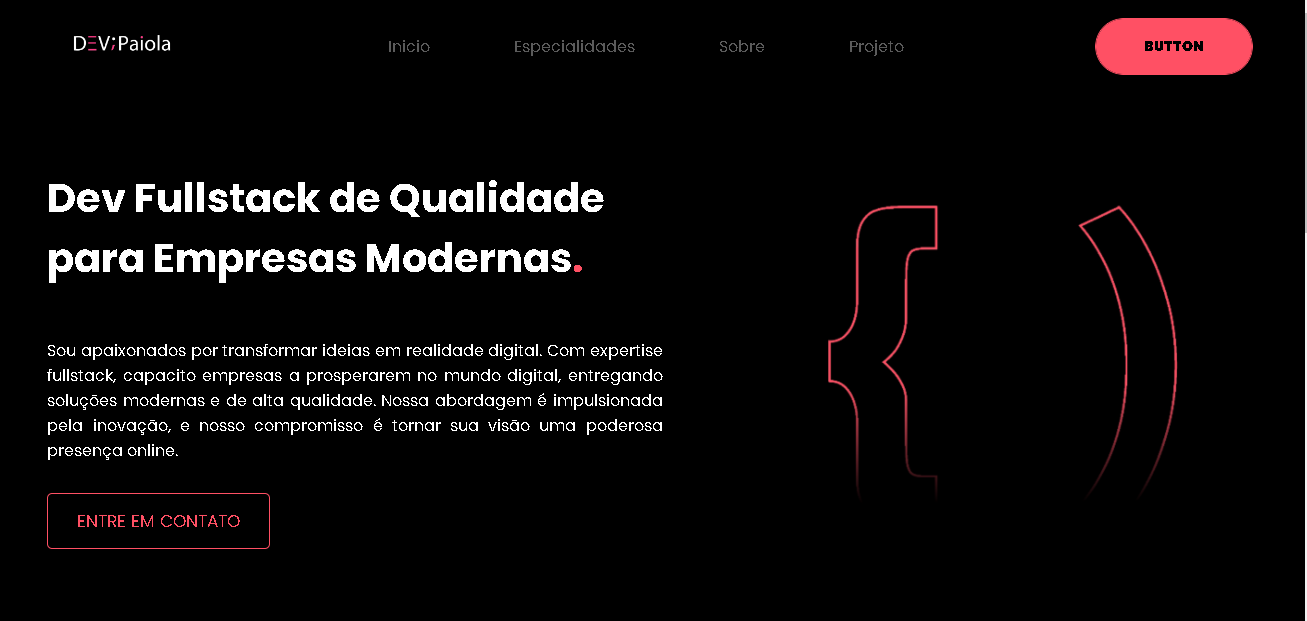 DEV;Paiola
Inicio Especialidades Sobre Projeto BUTTON
Dev Fullstack de Qualidade
para Empresas Modernas.
Sou apaixonados por transformar ideias em realidade digital. Com expertise
fullstack, capacito empresas a prosperarem no mundo digital, entregando
soluções modernas e de alta qualidade. Nossa abordagem é impulsionada
pela inovação, e nosso compromisso é tornar sua visão uma poderosa
presença online.
ENTRE EM CONTATO
{ )